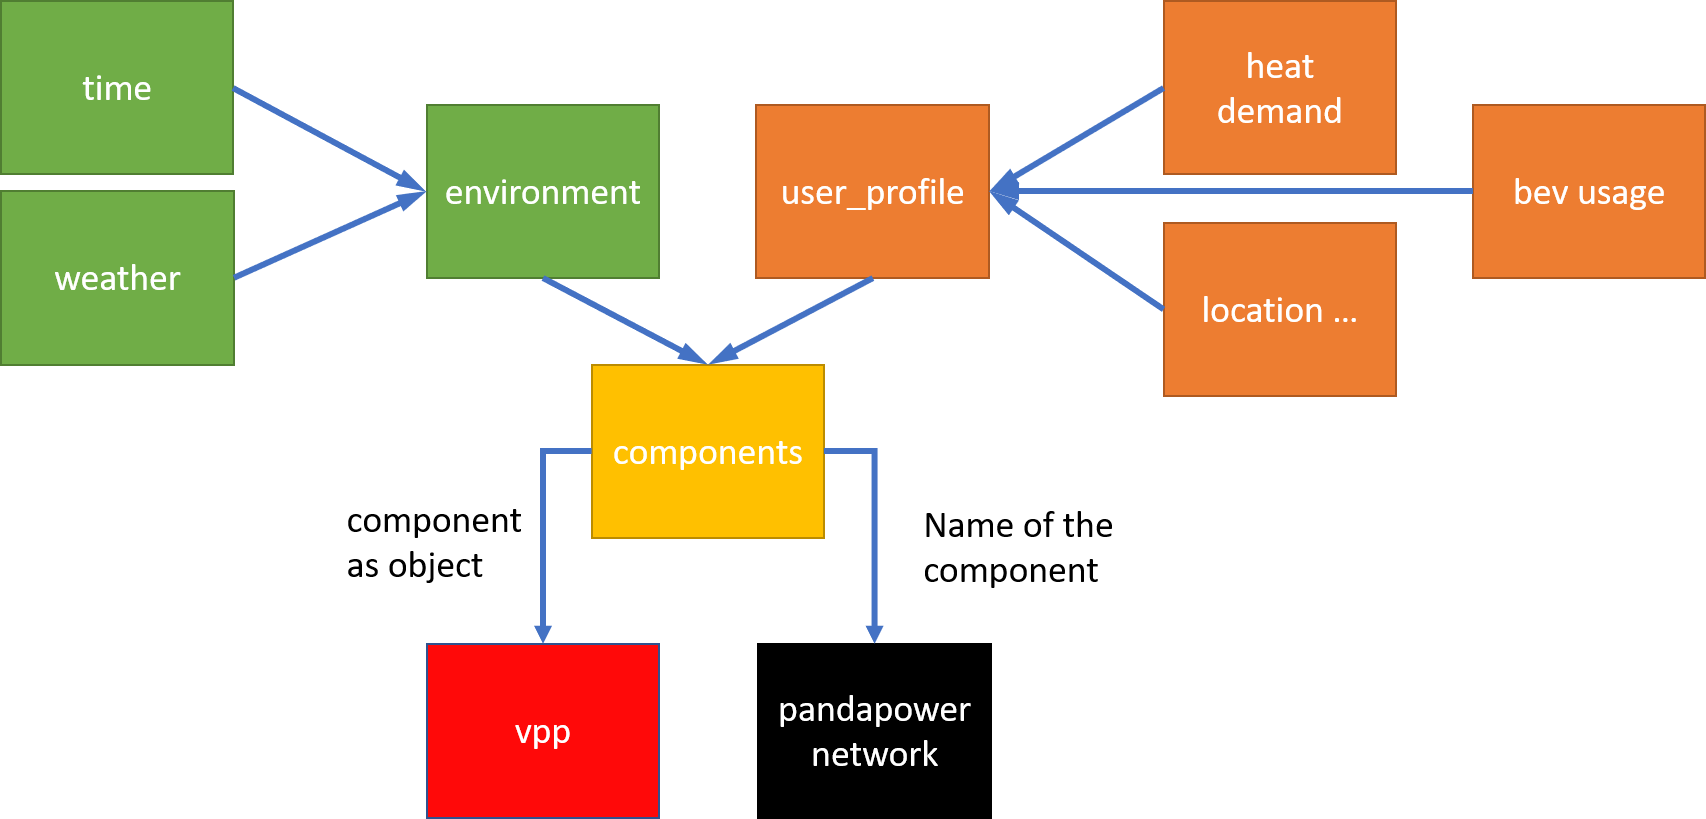 time
heat
demand
environment
user_profile
bev usage
weather
location ...
components
component
as object
Name of the
component
vpp
pandapower
network